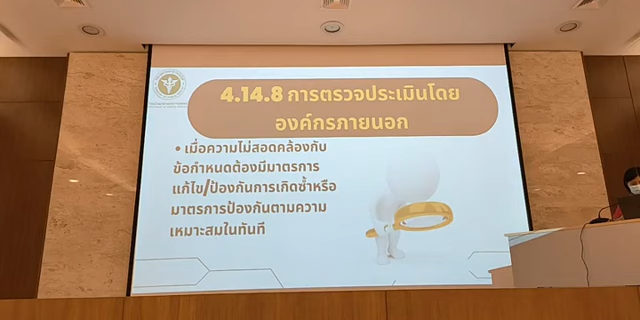 4.14.8 การตรวจประเมินโดย
องค์กรภายนอก
• เมื่อความไม่สอดคล้องกับ
ข้อกำหนดต้องมีมาตรการ
แก้ไข/ป้องกันการเกิดซ้ำหรือ
มาตรการป้องกันตามความ
เหมาะสมในทันที